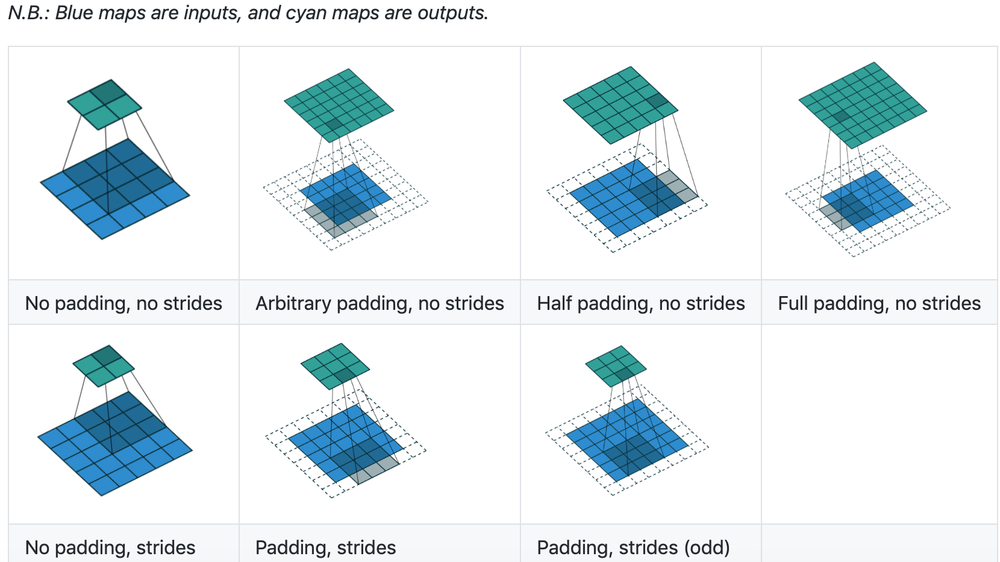 N.B.: Blue maps are inputs, and cyan maps are outputs.
No padding, no strides
Arbitrary padding, no strides
Half padding, no strides
Full padding, no strides
No padding, strides
Padding, strides
Padding, strides (odd)